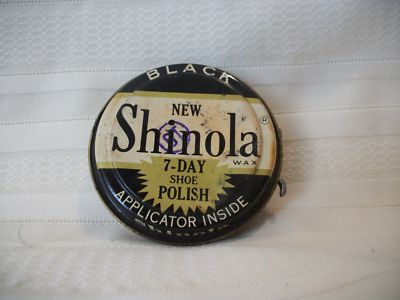 BLACK
NEW
Shinola®
WAX
7-DAY
SHOE
POLISH
APPLICATOR INSIDE